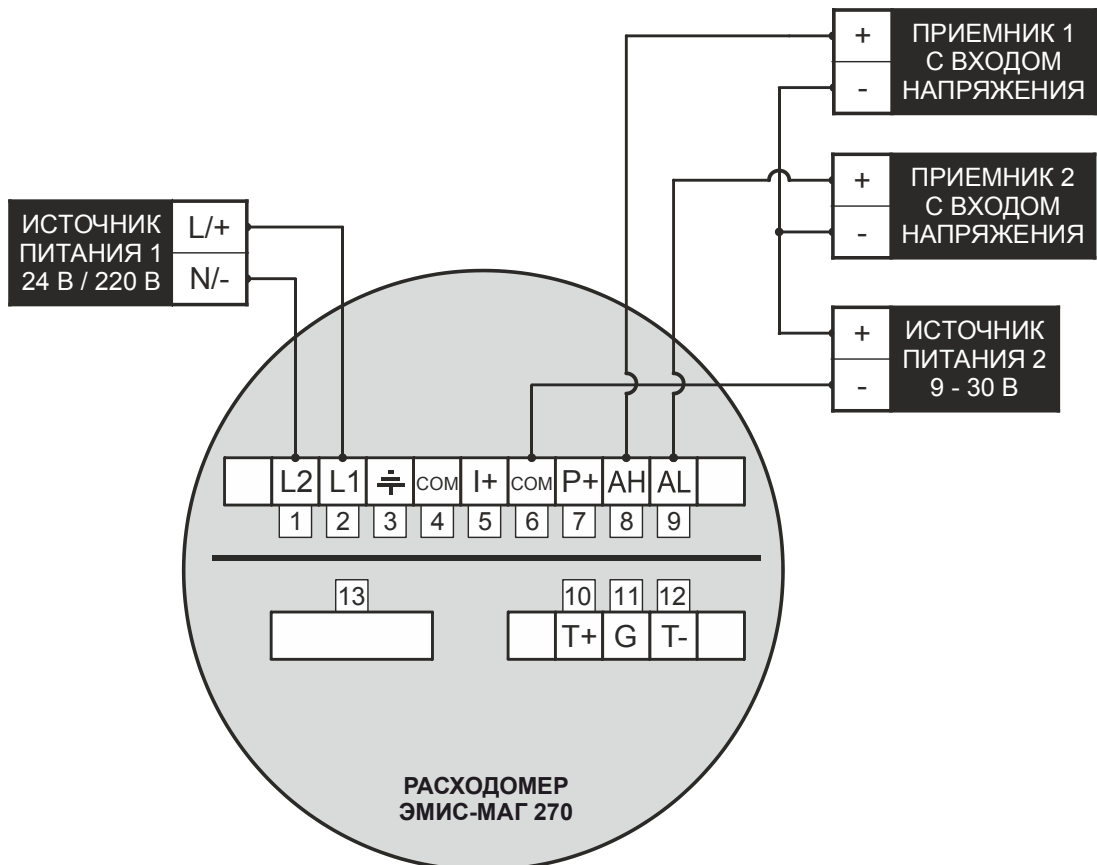 +
ПРИЕМНИК 1
С ВХОДОМ
НАПРЯЖЕНИЯ
-
+
ПРИЕМНИК 2
С ВХОДОМ
НАПРЯЖЕНИЯ
-
ИСТОЧНИК
ПИТАНИЯ 1
24 В / 220 В
L/+
N/-
+
ИСТОЧНИК
ПИТАНИЯ 2
9 - 30 В
-
L2 L1 COM I+ COM P+ AH AL
1 2 3 4 5 6 7 8 9
13 10 11 12
T+ G T-
РАСХОДОМЕР
ЭМИС-МАГ 270